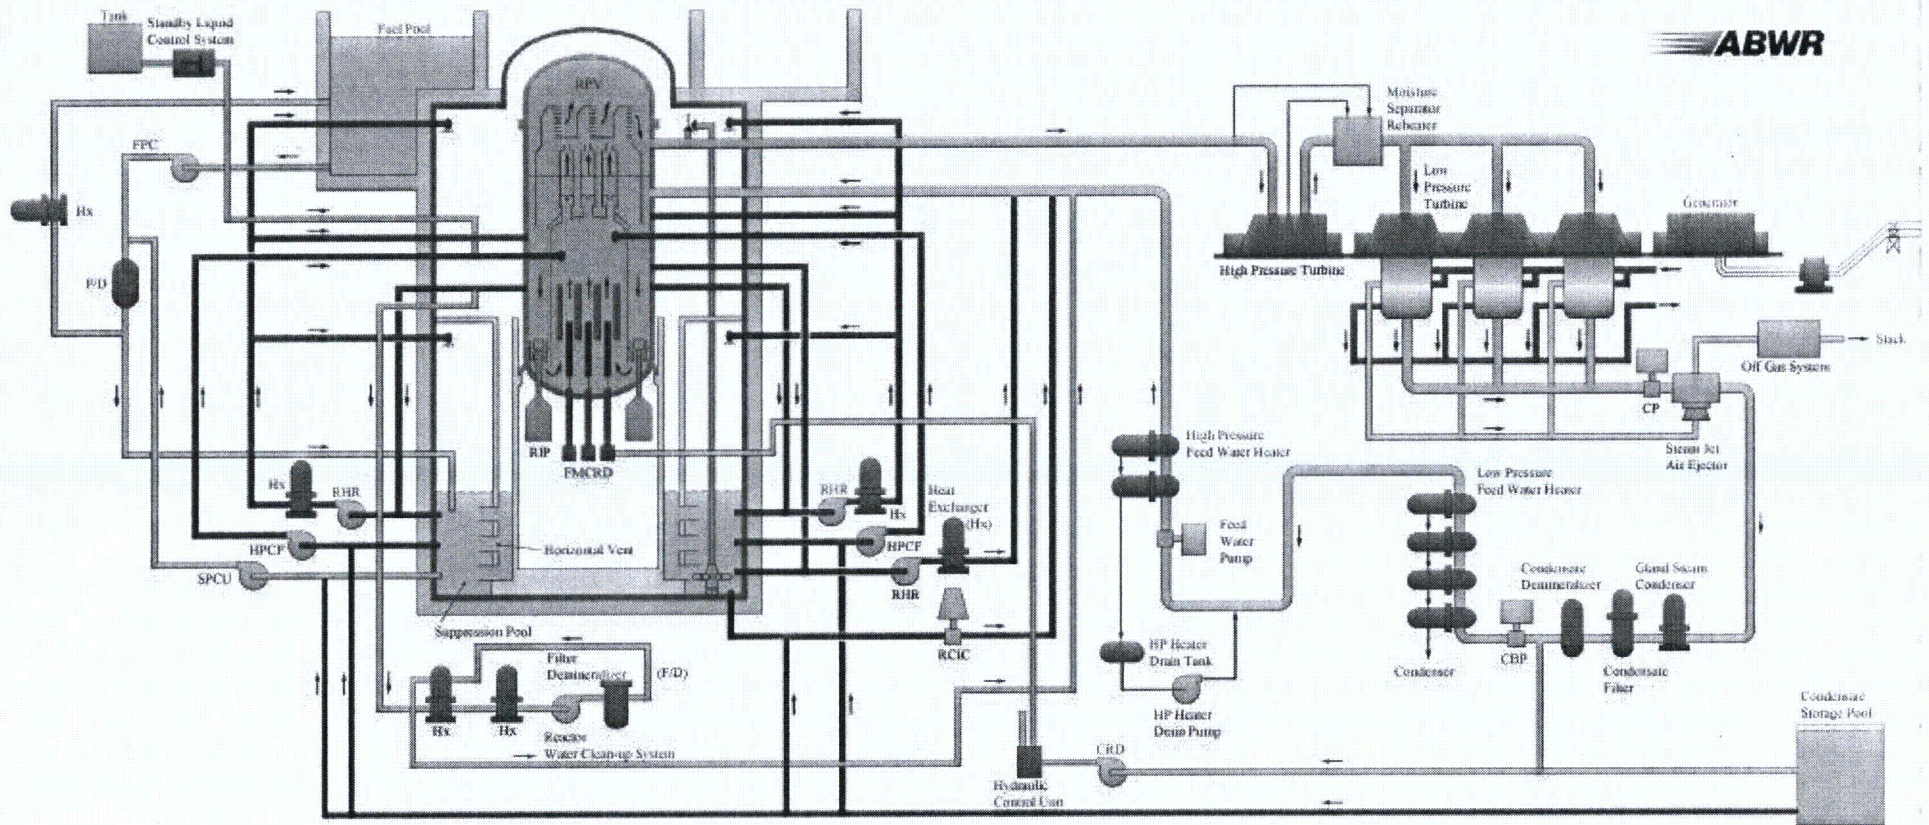 Tank
Standby Liquid
Control System
Fuel Pool
RPV
ABWR
Moisture
Separator
Reheater
FPC
Hx
Low
Pressure
Turbine
Generator
High Pressure Turbine
F/D
Stack
Off Gas System
CP
Steam Jet
Air Ejector
RIP
FMCRD
High Pressure
Feed Water Heater
Low Pressure
Feed Water Heater
Hx
RHR
RHR
Hx
Heat
Exchanger
(Hx)
HPCF
Horizontal Vent
HPCF
Feed
Water
Pump
SPCU
RHR
Condensate
Demineralizer
Gland Steam
Condenser
Suppression Pool
RCIC
HP Heater
Drain Tank
CBP
Condenser
Condensate
Filter
Filter
Demineralizer
(F/D)
Hx
Hx
Reactor
Water Clean-up System
HP Heater
Drain Pump
Condensate
Storage Pool
CRD
Hydraulic
Control Unit